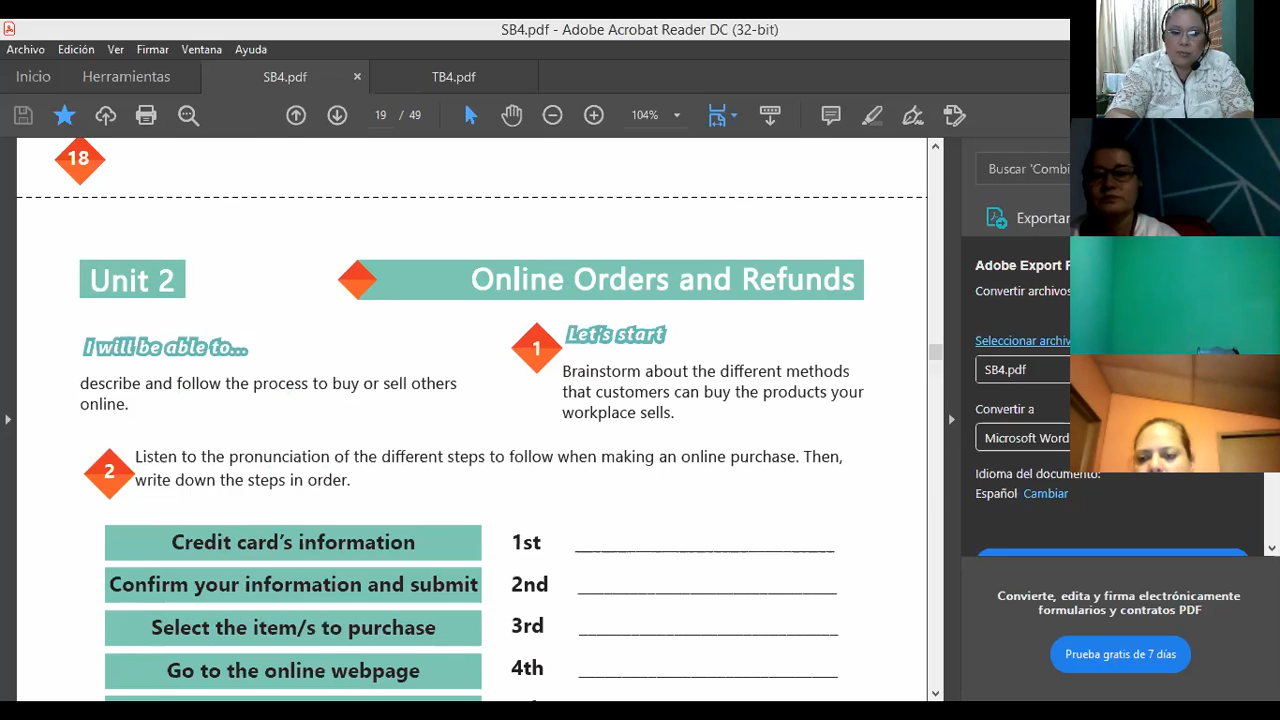 SB4.pdf - Adobe Acrobat Reader DC (32-bit)
Archivo Edición Ver Firmar Ventana Ayuda
Inicio Herramientas SB4.pdf × TB4.pdf
19 / 49 104%
18
Buscar 'Combi
Exportar
Unit 2
Online Orders and Refunds
Adobe Export
Convertir archivos
I will be able to...
describe and follow the process to buy or sell others
online.
1
Let's start
Brainstorm about the different methods
that customers can buy the products your
workplace sells.
Seleccionar archiv
SB4.pdf
Convertir a
Microsoft Word
Idioma del documento:
Español Cambiar
2
Listen to the pronunciation of the different steps to follow when making an online purchase. Then,
write down the steps in order.
Credit card's information 1st
Confirm your information and submit 2nd
Select the item/s to purchase 3rd
Go to the online webpage 4th
Convierte, edita y firma electrónicamente
formularios y contratos PDF
Prueba gratis de 7 días